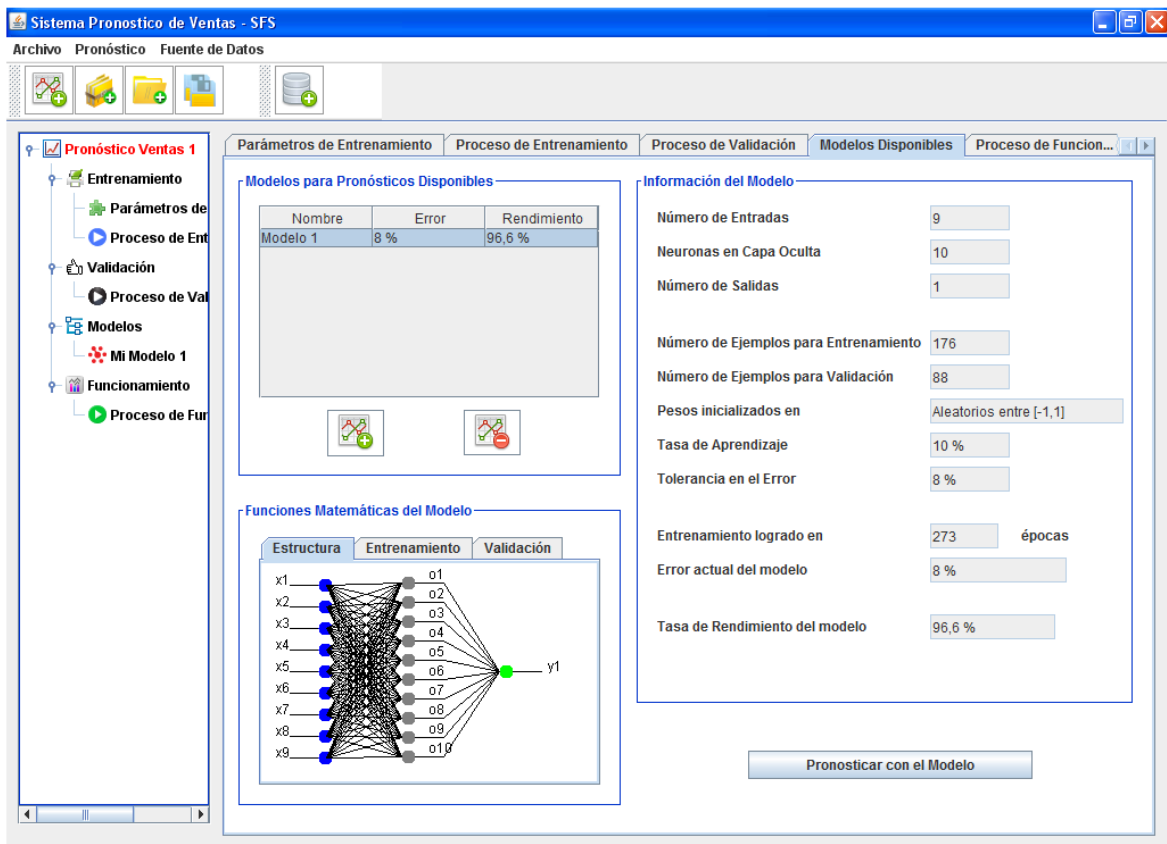 Sistema Pronostico de Ventas - SFS
Archivo Pronóstico Fuente de Datos
Pronóstico Ventas 1
Entrenamiento
Parámetros de
Proceso de Ent
Validación
Proceso de Val
Modelos
Mi Modelo 1
Funcionamiento
Proceso de Fur
Parámetros de Entrenamiento Proceso de Entrenamiento Proceso de Validación Modelos Disponibles Proceso de Funcion...
Modelos para Pronósticos Disponibles
Nombre Error Rendimiento
Modelo 1 8 % 96,6 %
Funciones Matemáticas del Modelo
Estructura Entrenamiento Validación
x1
x2
x3
x4
x5
x6
x7
x8
x9
o1
o2
o3
o4
o5
o6
o7
o8
o9
o10
y1
Información del Modelo
Número de Entradas 9
Neuronas en Capa Oculta 10
Número de Salidas 1
Número de Ejemplos para Entrenamiento 176
Número de Ejemplos para Validación 88
Pesos inicializados en Aleatorios entre [-1,1]
Tasa de Aprendizaje 10 %
Tolerancia en el Error 8 %
Entrenamiento logrado en 273 épocas
Error actual del modelo 8 %
Tasa de Rendimiento del modelo 96,6 %
Pronosticar con el Modelo